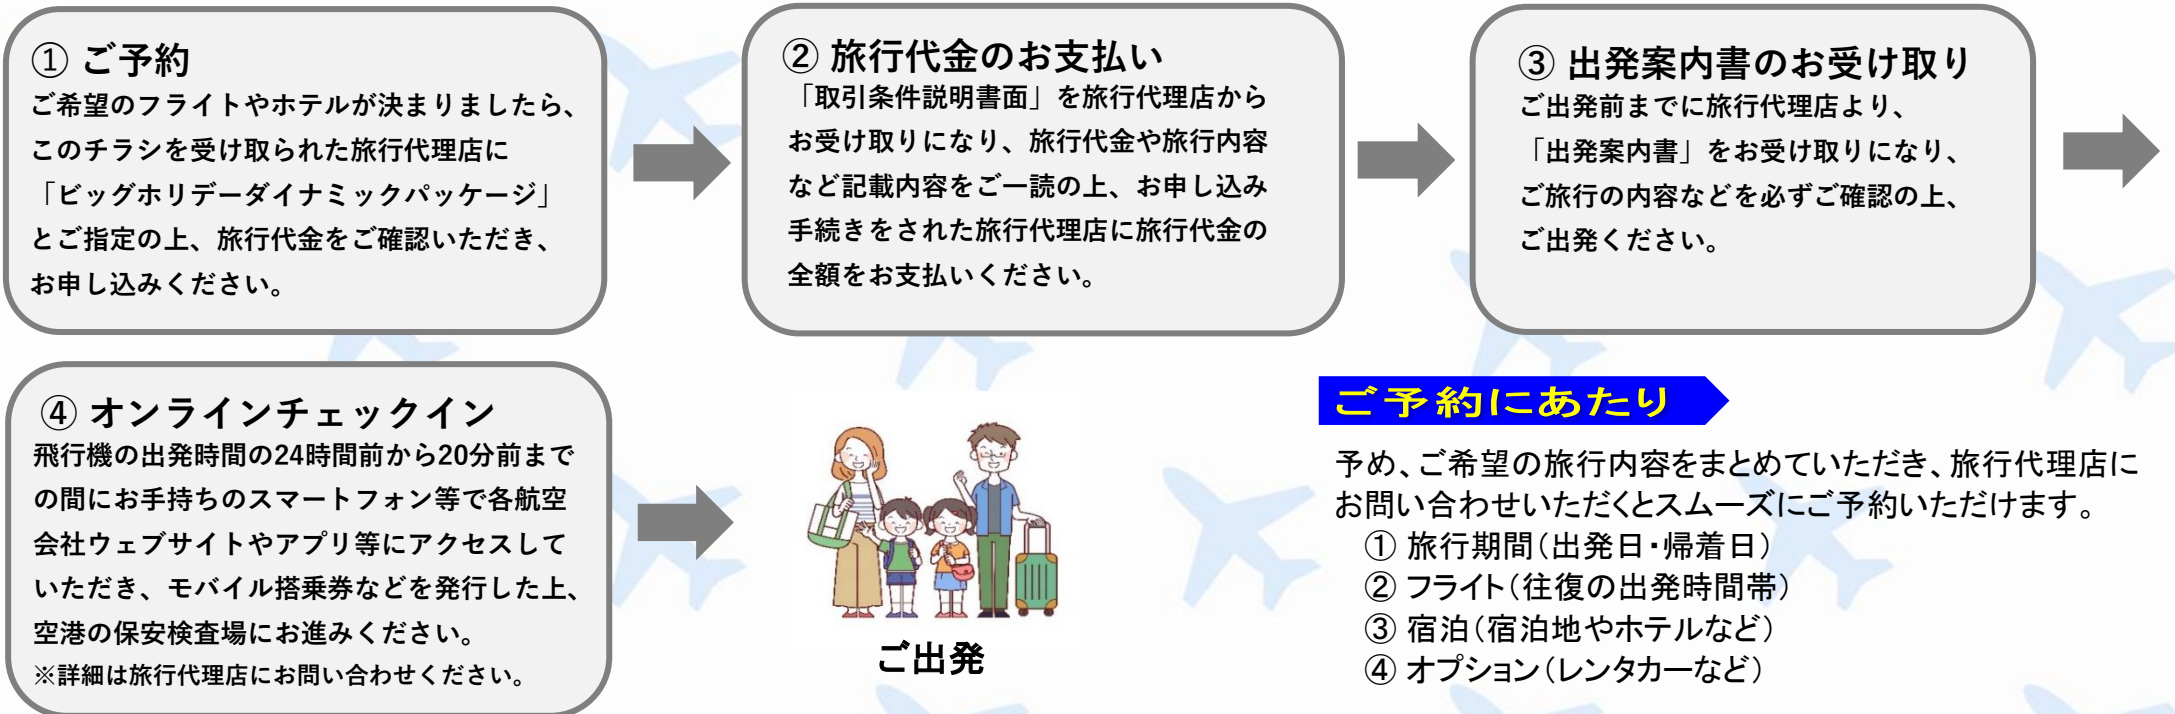 ① ご予約
ご希望のフライトやホテルが決まりましたら、
このチラシを受け取られた旅行代理店に
「ビッグホリデーダイナミックパッケージ」
とご指定の上、旅行代金をご確認いただき、
お申し込みください。
② 旅行代金のお支払い
「取引条件説明書面」を旅行代理店から
お受け取りになり、旅行代金や旅行内容
など記載内容をご一読の上、お申し込み
手続きをされた旅行代理店に旅行代金の
全額をお支払いください。
③ 出発案内書のお受け取り
ご出発前までに旅行代理店より、
「出発案内書」をお受け取りになり、
ご旅行の内容などを必ずご確認の上、
ご出発ください。
④ オンラインチェックイン
飛行機の出発時間の24時間前から20分前まで
の間にお手持ちのスマートフォン等で各航空
会社ウェブサイトやアプリ等にアクセスして
いただき、モバイル搭乗券などを発行した上、
空港の保安検査場にお進みください。
※詳細は旅行代理店にお問い合わせください。
ご出発
ご予約にあたり
予め、ご希望の旅行内容をまとめていただき、旅行代理店に
お問い合わせいただくとスムーズにご予約いただけます。
① 旅行期間（出発日・帰着日）
② フライト（往復の出発時間帯）
③ 宿泊（宿泊地やホテルなど）
④ オプション（レンタカーなど）